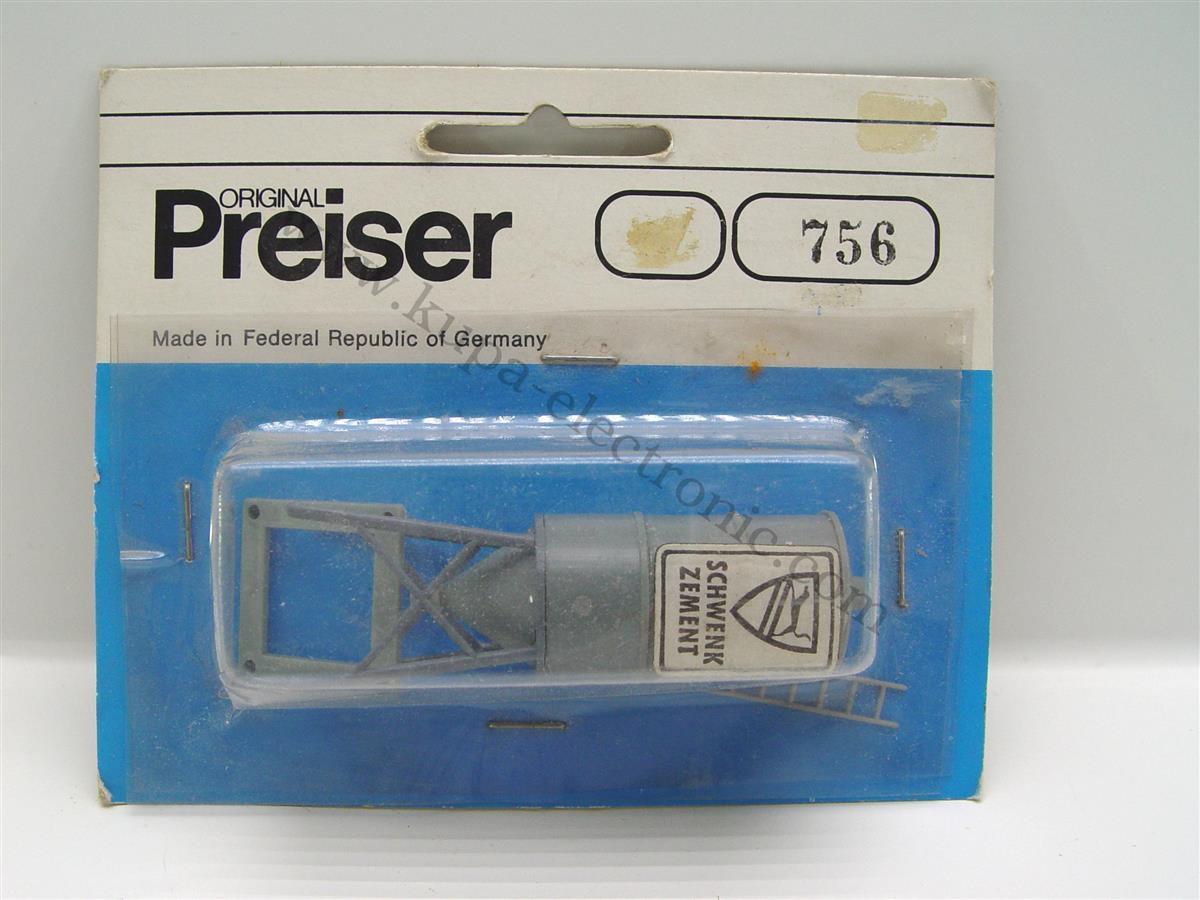 ORIGINAL
Preiser
756
Made in Federal Republic of Germany
www.kupa-electronic.com
SCHWENK
ZEMENT